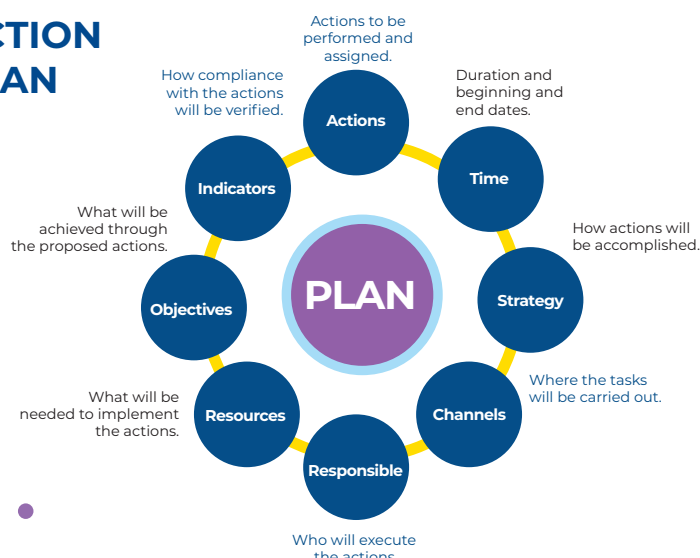 CTION
AN
Actions to be
performed and
assigned.
Actions
Duration and
beginning and
end dates.
Time
How actions will
be accomplished.
Strategy
Where the tasks
will be carried out.
Channels
Who will execute
the actions
Responsible
What will be
needed to implement
the actions.
Resources
What will be
achieved through
the proposed actions.
Objectives
How compliance
with the actions
will be verified.
Indicators
PLAN